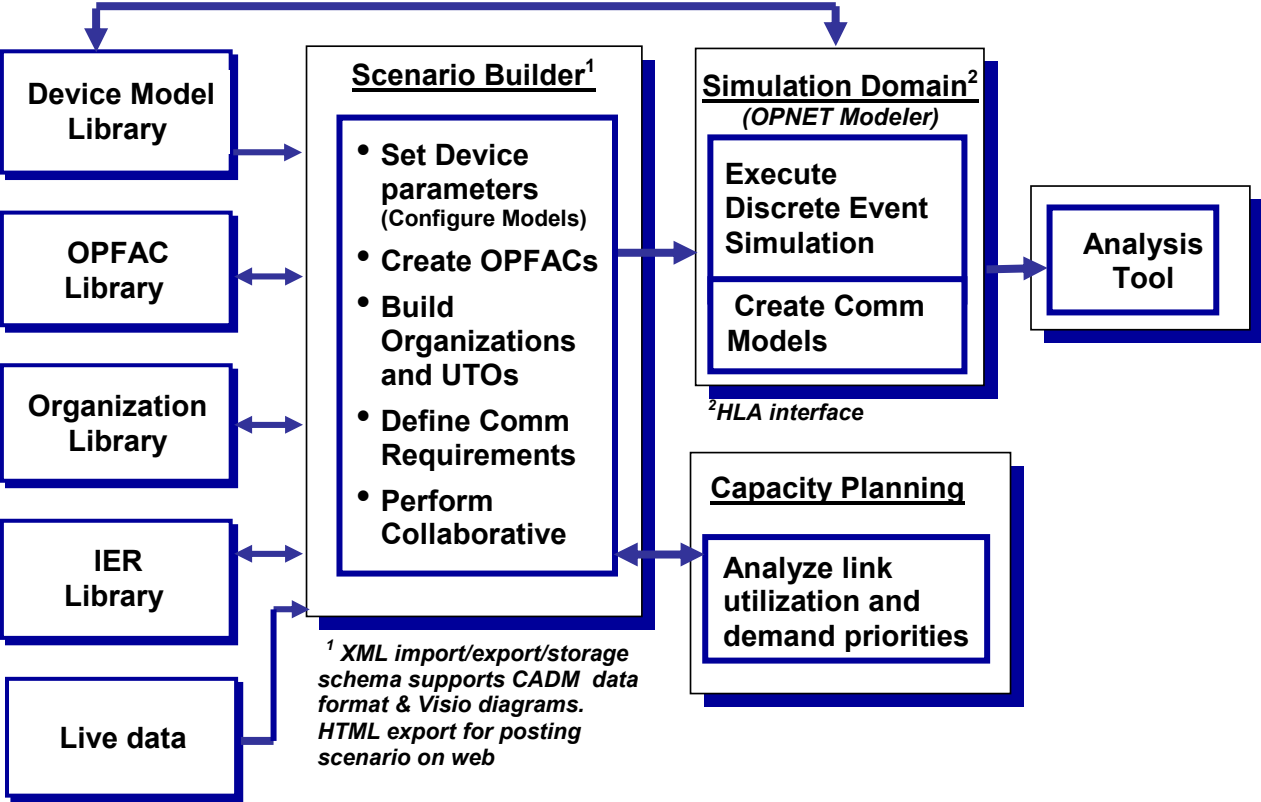 Device Model
Library
OPFAC
Library
Organization
Library
IER
Library
Live data
Scenario Builder¹
• Set Device
parameters
(Configure Models)
• Create OPFACs
• Build
Organizations
and UTOs
• Define Comm
Requirements
• Perform
Collaborative
¹ XML import/export/storage
schema supports CADM data
format & Visio diagrams.
HTML export for posting
scenario on web
Simulation Domain²
(OPNET Modeler)
Execute
Discrete Event
Simulation
Create Comm
Models
²HLA interface
Capacity Planning
Analyze link
utilization and
demand priorities
Analysis
Tool